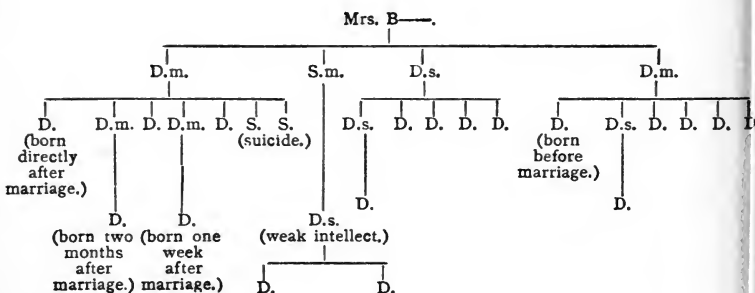 Mrs. B——.
D.m. S.m. D.s. D.m.
D. D.m. D. D.m. D. S. S. D.s. D. D. D. D. D. D.s. D. D. D. D
(born (suicide.) (born
directly before
after marriage.)
marriage.)
D. D.
D. D. D.s.
(born two (born one (weak intellect.)
months week
after after
marriage.) marriage.)
D. D.